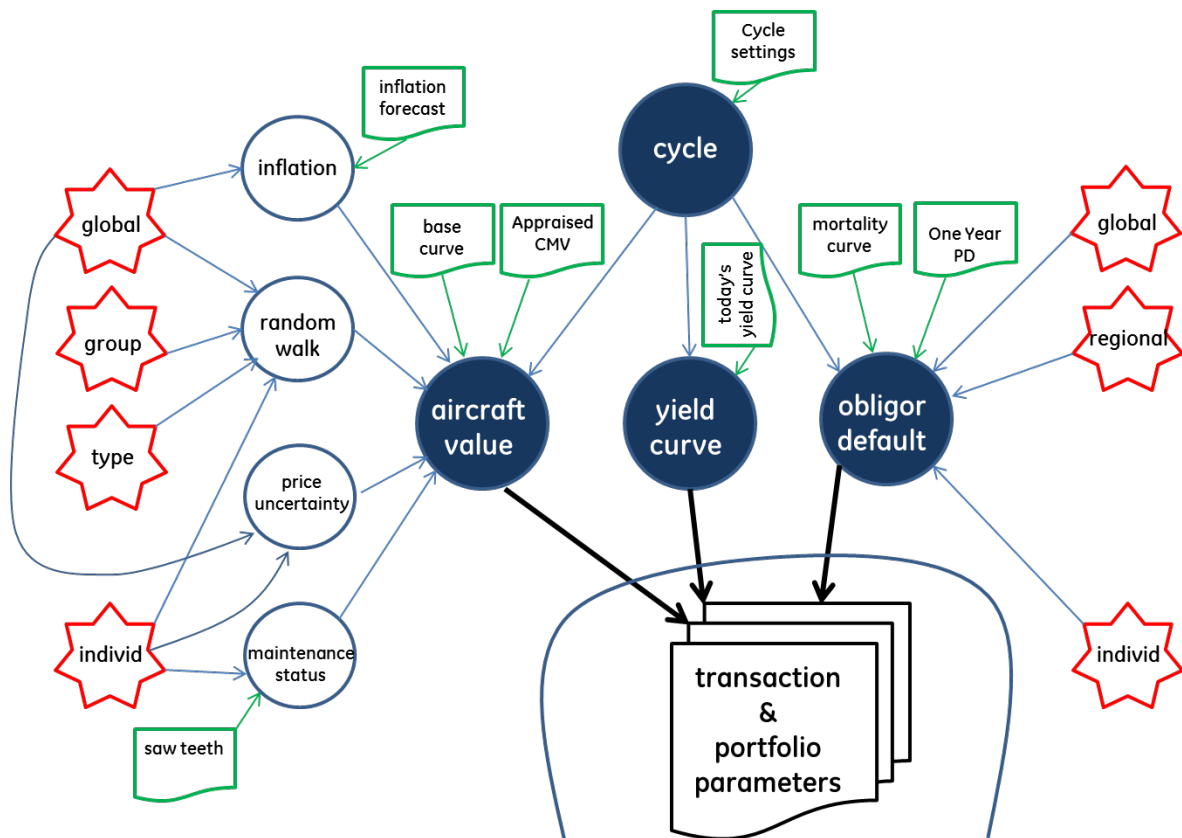 Cycle
settings
inflation
forecast
cycle
inflation
global
base
curve
Appraised
CMV
mortality
curve
One Year
PD
global
today's
yield curve
group
random
walk
regional
type
aircraft
value
yield
curve
obligor
default
price
uncertainty
individ
maintenance
status
individ
saw teeth
transaction
&
portfolio
parameters